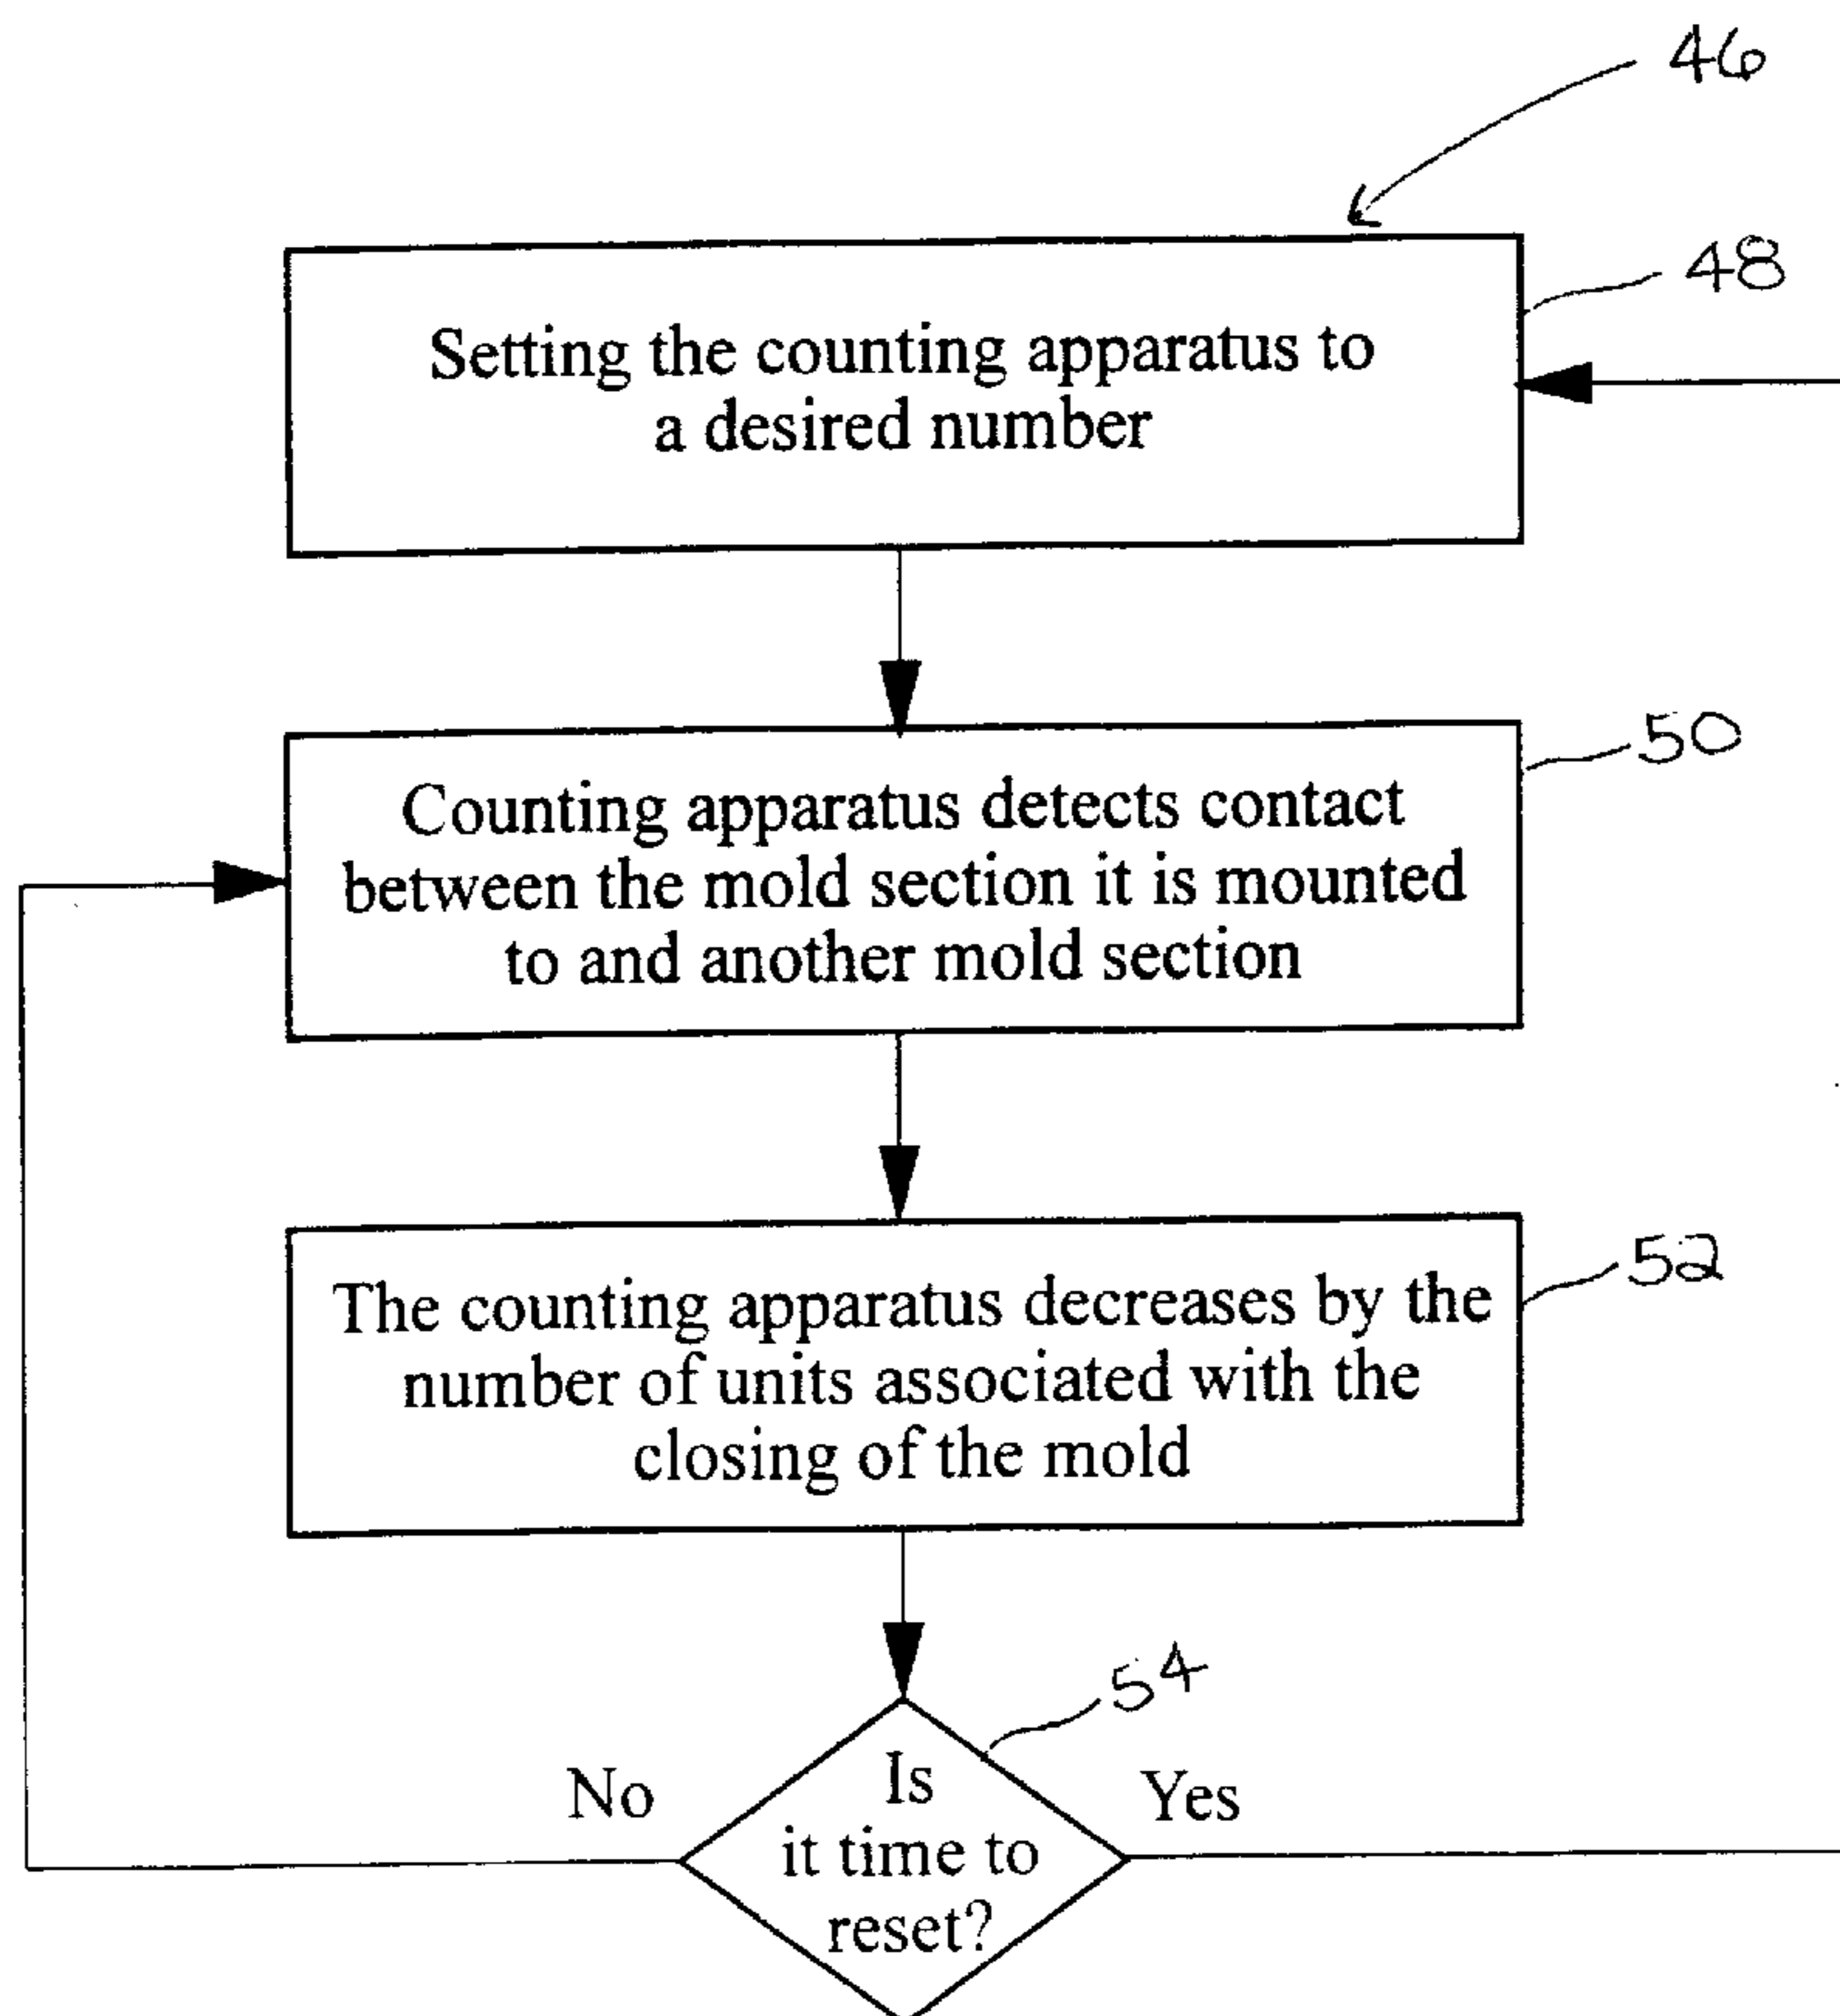 46
48
Setting the counting apparatus to
a desired number
50
Counting apparatus detects contact
between the mold section it is mounted
to and another mold section
52
The counting apparatus decreases by the
number of units associated with the
closing of the mold
54
No
Yes
Is
it time to
reset?